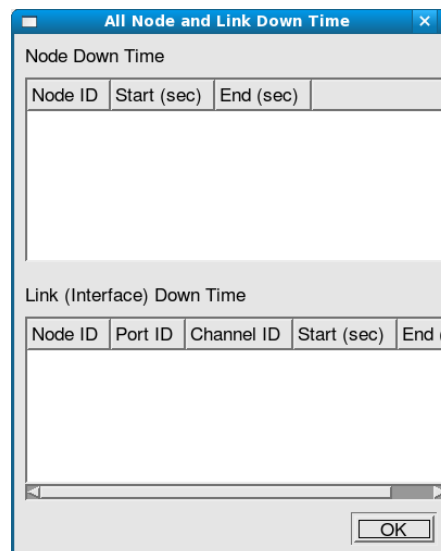 All Node and Link Down Time
Node Down Time
Node ID Start (sec) End (sec)
Link (Interface) Down Time
Node ID Port ID Channel ID Start (sec) End (
OK